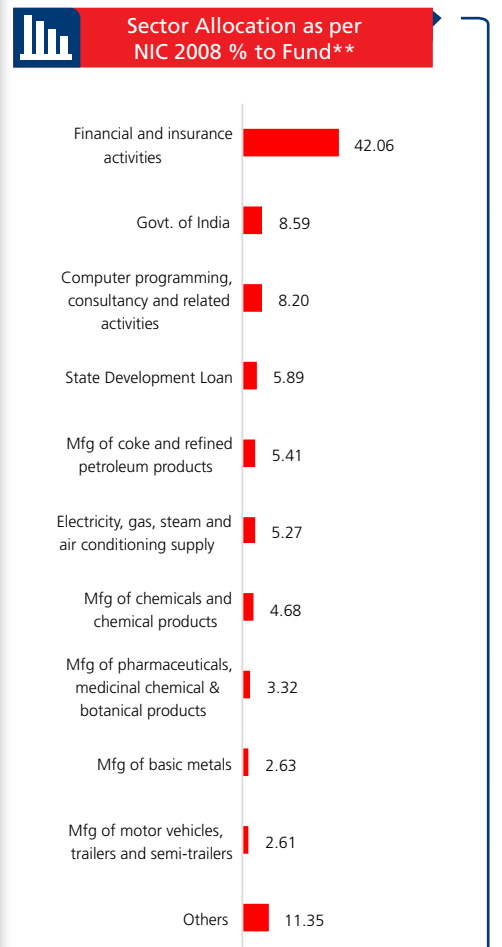 Sector Allocation as per
NIC 2008 % to Fund**
Financial and insurance
activities
42.06
Govt. of India
8.59
Computer programming,
consultancy and related
activities
8.20
State Development Loan
5.89
Mfg of coke and refined
petroleum products
5.41
Electricity, gas, steam and
air conditioning supply
5.27
Mfg of chemicals and
chemical products
4.68
Mfg of pharmaceuticals,
medicinal chemical &
botanical products
3.32
Mfg of basic metals
2.63
Mfg of motor vehicles,
trailers and semi-trailers
2.61
Others
11.35